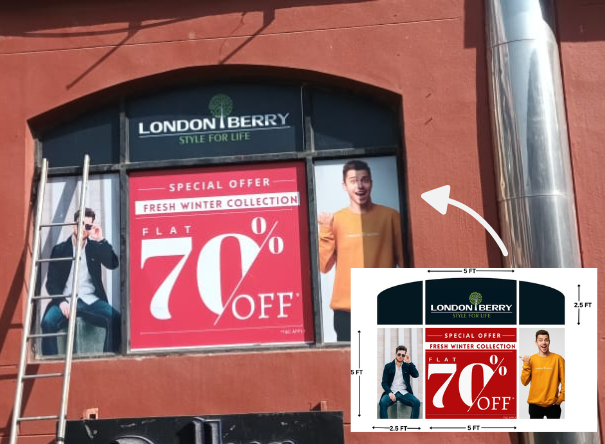 LONDON BERRY
STYLE FOR LIFE
SPECIAL OFFER
FRESH WINTER COLLECTION
FLAT
70%
OFF*
5 FT
LONDON BERRY
STYLE FOR LIFE
2.5 FT
SPECIAL OFFER
FRESH WINTER COLLECTION
FLAT
70%
OFF*
5 FT
2.5 FT
5 FT